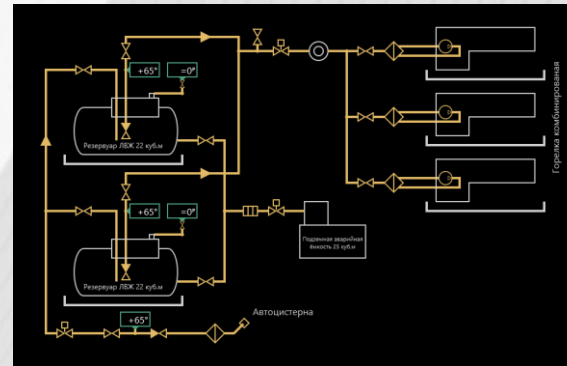 +65°
=0°
Резервуар ЛВЖ 22 куб.м
+65°
=0°
Резервуар ЛВЖ 22 куб.м
Подземная аварийная
ёмкость 25 куб.м
Горелка комбинированая
+65°
Автоцистерна